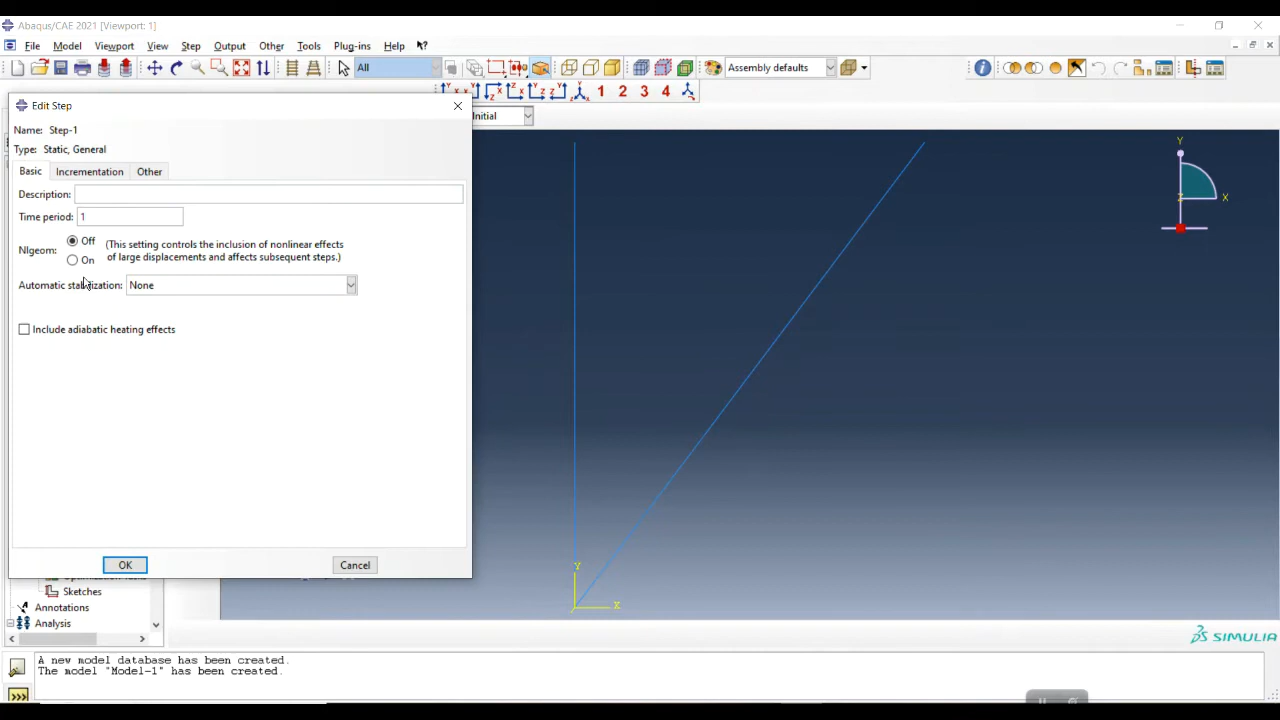 Abaqus/CAE 2021 [Viewport: 1]
File Model Viewport View Step Output Other Tools Plug-ins Help
All
Assembly defaults
1 2 3 4
Edit Step
Initial
Name: Step-1
Type: Static, General
Basic Incrementation Other
Description:
Time period: 1
Nlgeom:
Off
On
(This setting controls the inclusion of nonlinear effects
of large displacements and affects subsequent steps.)
Automatic stabilization: None
Include adiabatic heating effects
OK Cancel
Y
X
Z
Y
X
Sketches
Annotations
Analysis
SIMULIA
A new model database has been created.
The model "Model-1" has been created.
>>>